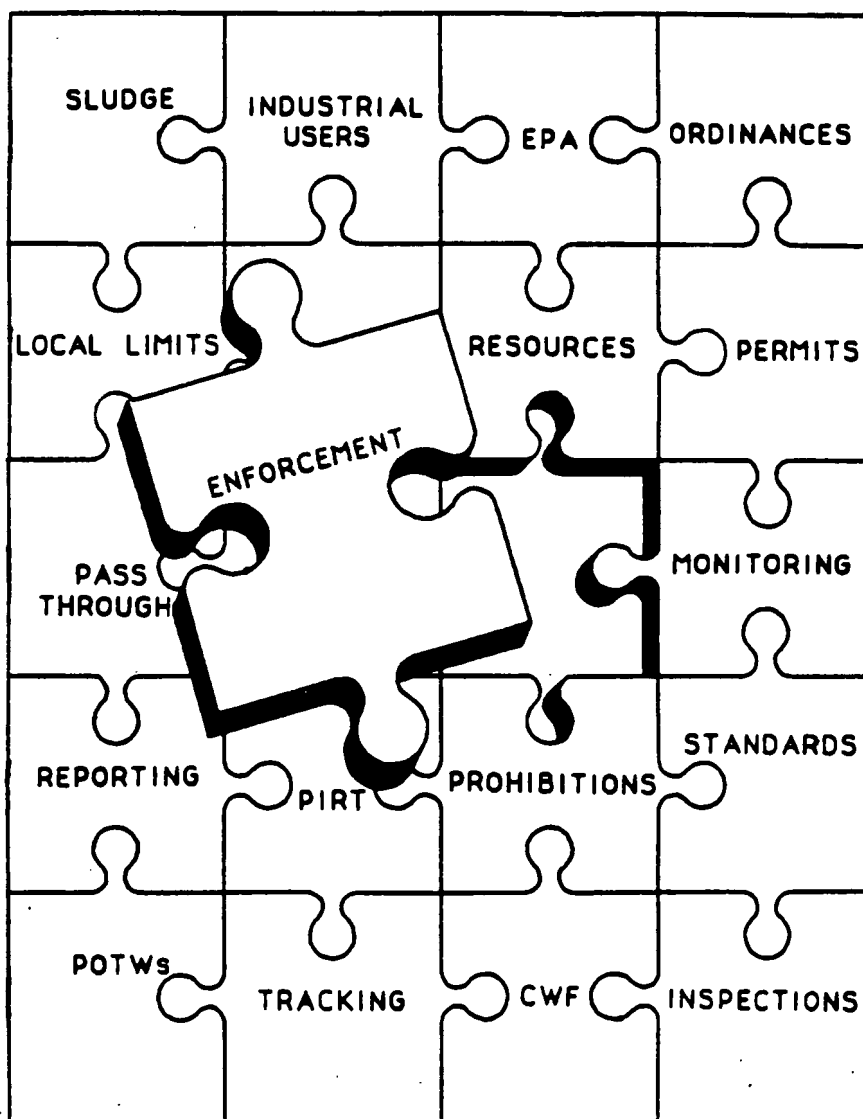 SLUDGE
INDUSTRIAL
USERS
EPA
ORDINANCES
LOCAL LIMITS
RESOURCES
PERMITS
ENFORCEMENT
PASS
THROUGH
MONITORING
REPORTING
PIRT
PROHIBITIONS
STANDARDS
POTWs
TRACKING
CWF
INSPECTIONS